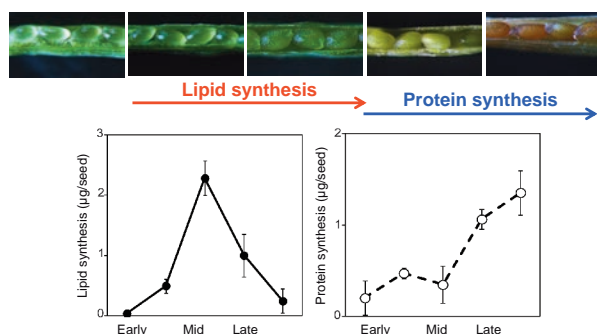 Lipid synthesis
Protein synthesis
Lipid synthesis (µg/seed)
3
2
1
0
Early Mid Late
Protein synthesis (µg/seed)
2
1
0
Early Mid Late